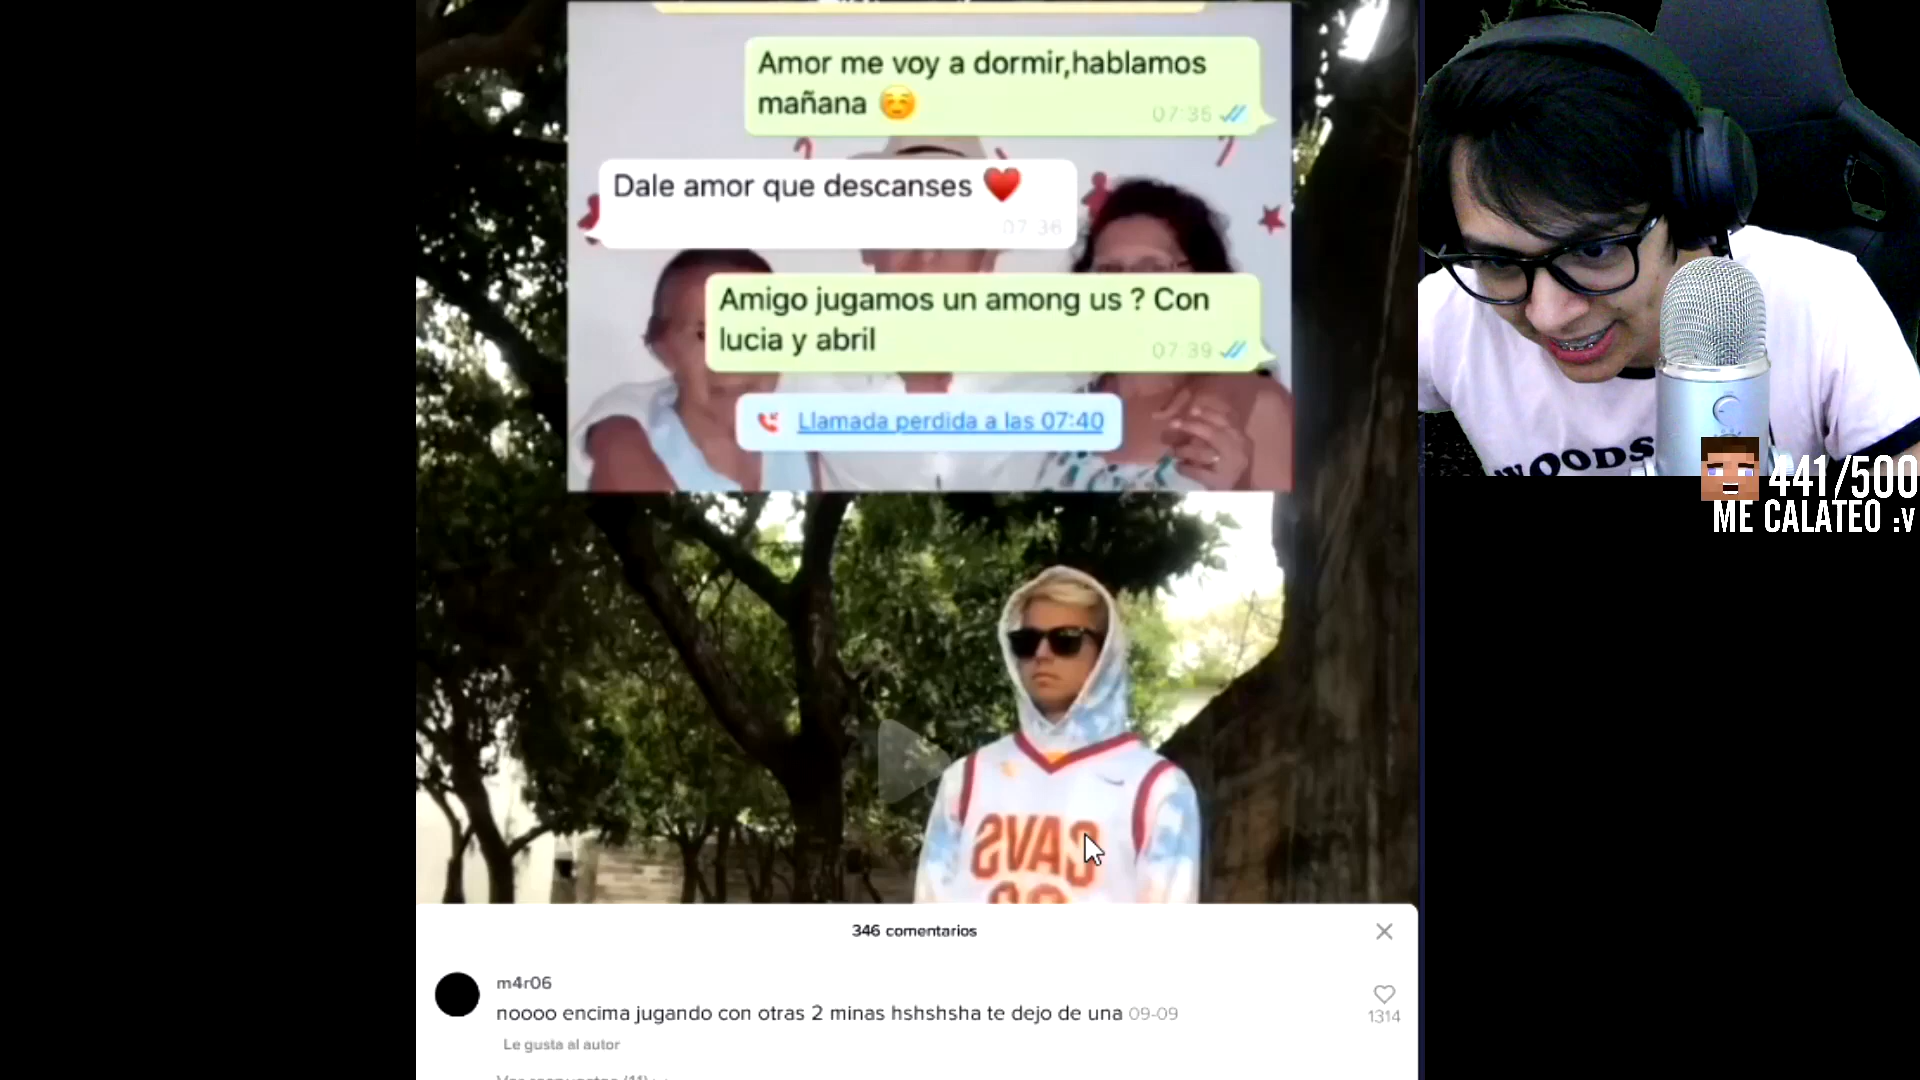 Amor me voy a dormir,hablamos
mañana ☺️
07:35
Dale amor que descanses ❤️
07:36
Amigo jugamos un among us ? Con
lucia y abril
07:39
Llamada perdida a las 07:40
WOODS
441/500
ME CALATEO :v
CAVS
346 comentarios
m4r06
noooo encima jugando con otras 2 minas hshshsha te dejo de una 09-09
1314
Le gusta al autor